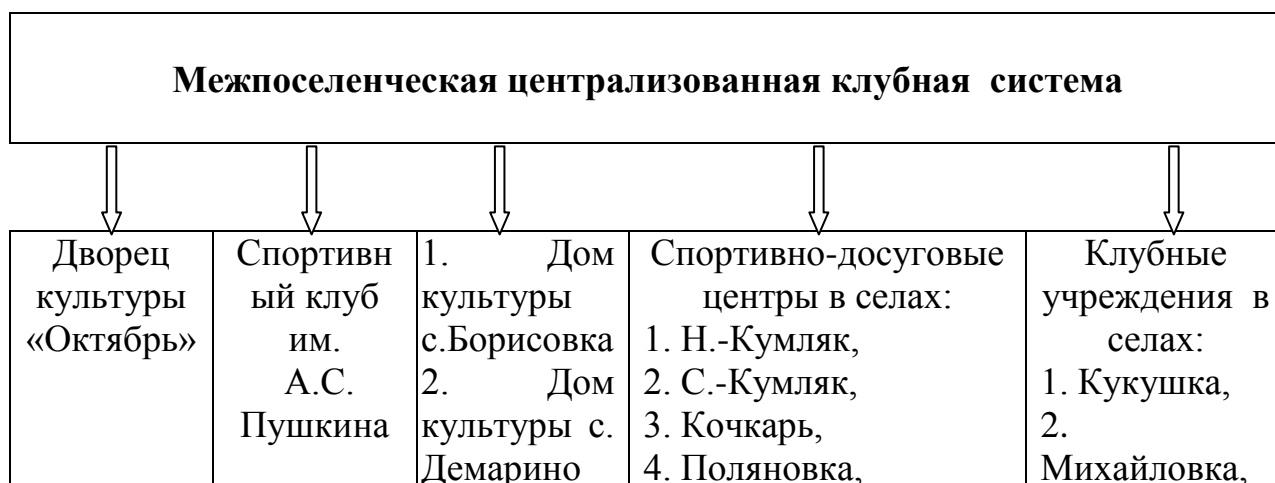 Межпоселенческая централизованная клубная система
Дворец
культуры
«Октябрь»
Спортивн
ый клуб
им.
А.С.
Пушкина
1. Дом
культуры
с.Борисовка
2. Дом
культуры с.
Демарино
Спортивно-досуговые
центры в селах:
1. Н.-Кумляк,
2. С.-Кумляк,
3. Кочкарь,
4. Поляновка,
Клубные
учреждения в
селах:
1. Кукушка,
2.
Михайловка,